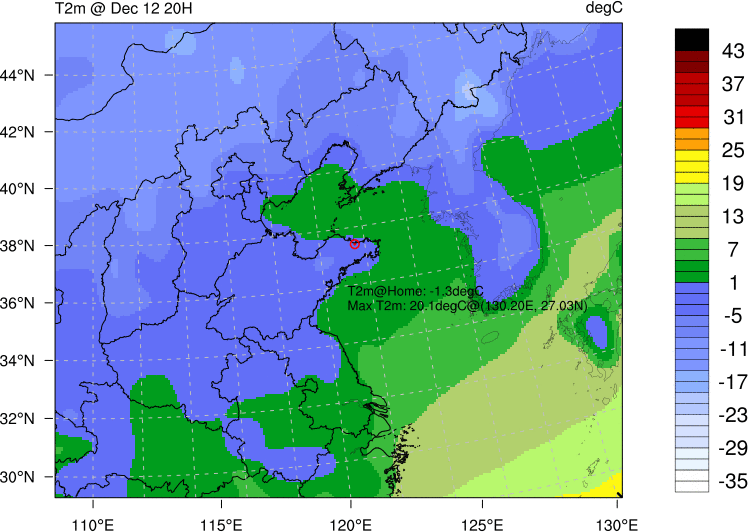 T2m @ Dec 12 20H degC
44°N
42°N
40°N
38°N
36°N
34°N
32°N
30°N
T2m@Home: -1.3degC
Max T2m: 20.1degC@(130.20E, 27.03N)
110°E 115°E 120°E 125°E 130°E
43
37
31
25
19
13
7
1
-5
-11
-17
-23
-29
-35